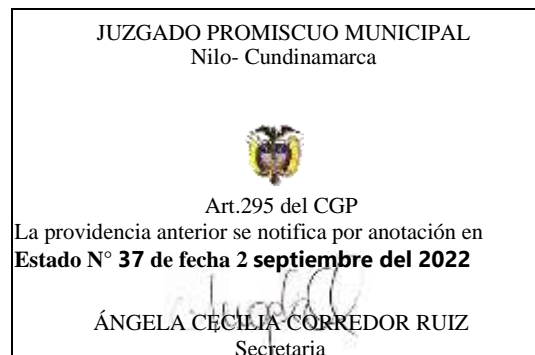 JUZGADO PROMISCUO MUNICIPAL
Nilo- Cundinamarca
Art.295 del CGP
La providencia anterior se notifica por anotación en
Estado N° 37 de fecha 2 septiembre del 2022
ÁNGELA CECILIA CORREDOR RUIZ
Secretaria